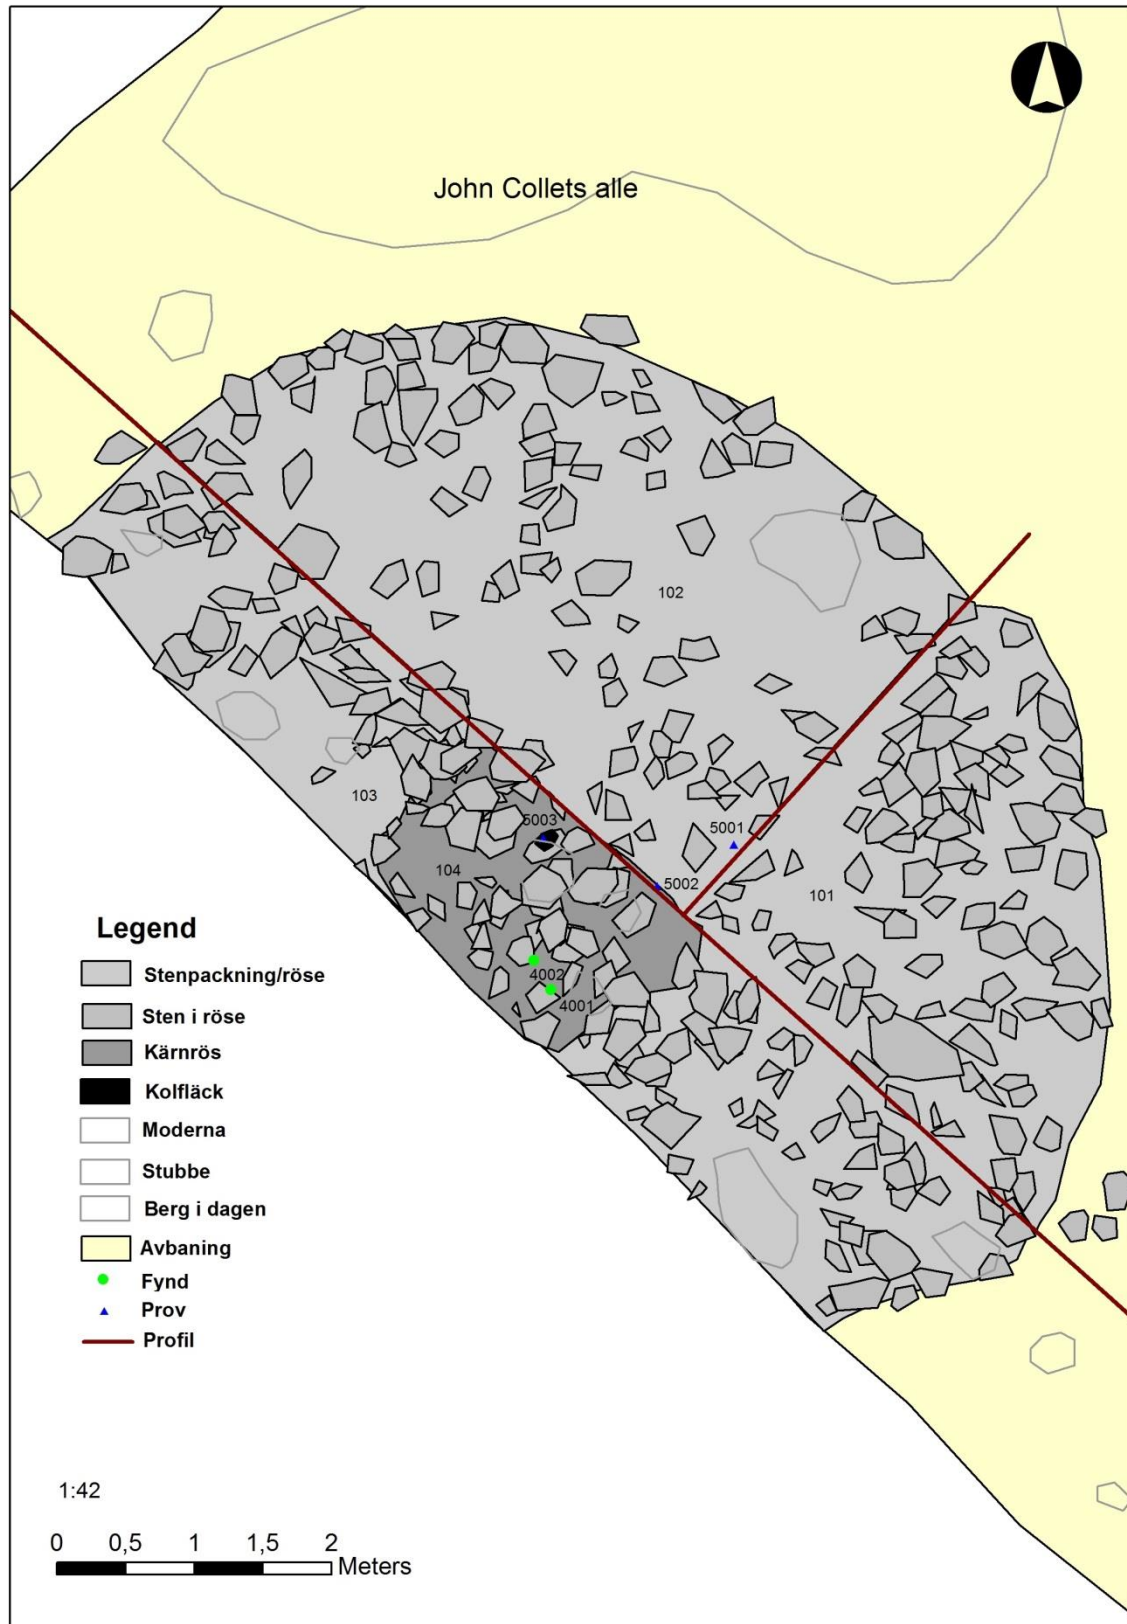 John Collets alle
102
103
5003
5001
5002
104
101
4002
4001
Legend
Stenpackning/röse
Sten i röse
Kärnrös
Kolfläck
Moderna
Stubbe
Berg i dagen
Avbaning
Fynd
Prov
Profil
1:42
0 0,5 1 1,5 2
Meters